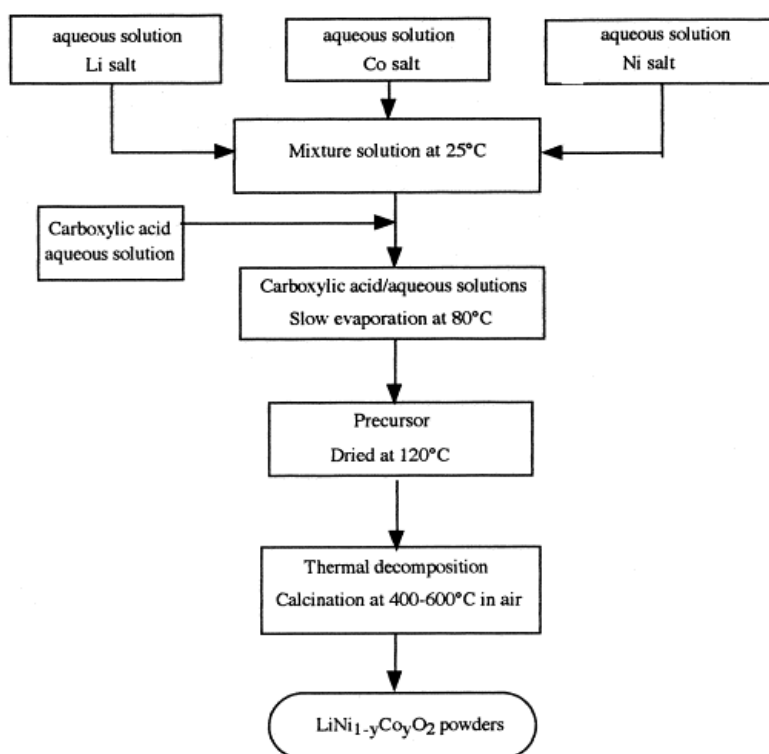 aqueous solution
Li salt
aqueous solution
Co salt
aqueous solution
Ni salt
Mixture solution at 25°C
Carboxylic acid
aqueous solution
Carboxylic acid/aqueous solutions
Slow evaporation at 80°C
Precursor
Dried at 120°C
Thermal decomposition
Calcination at 400-600°C in air
LiNi1-yCoyO2 powders